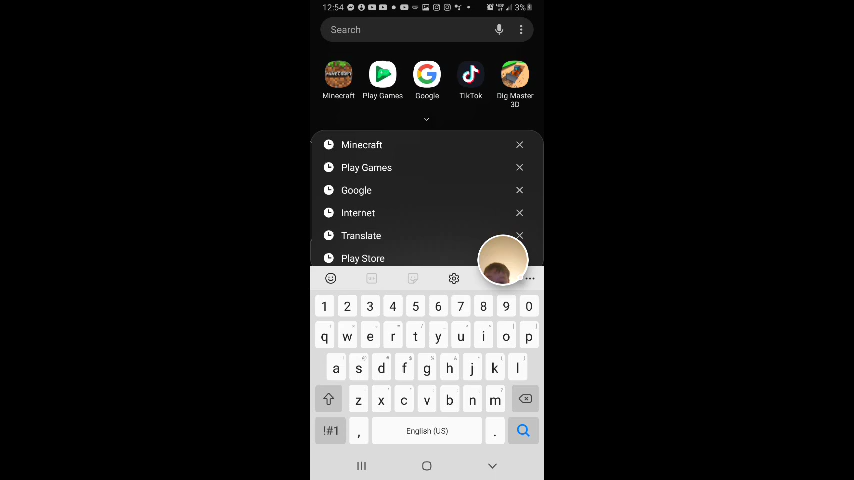 12:54 3%
Search
Minecraft Play Games Google TikTok Dig Master
3D
Minecraft
Play Games
Google
Internet
Translate
Play Store
1 2 3 4 5 6 7 8 9 0
q w e r t y u i o p
a s d f g h j k l
z x c v b n m
!#1 , English (US) .